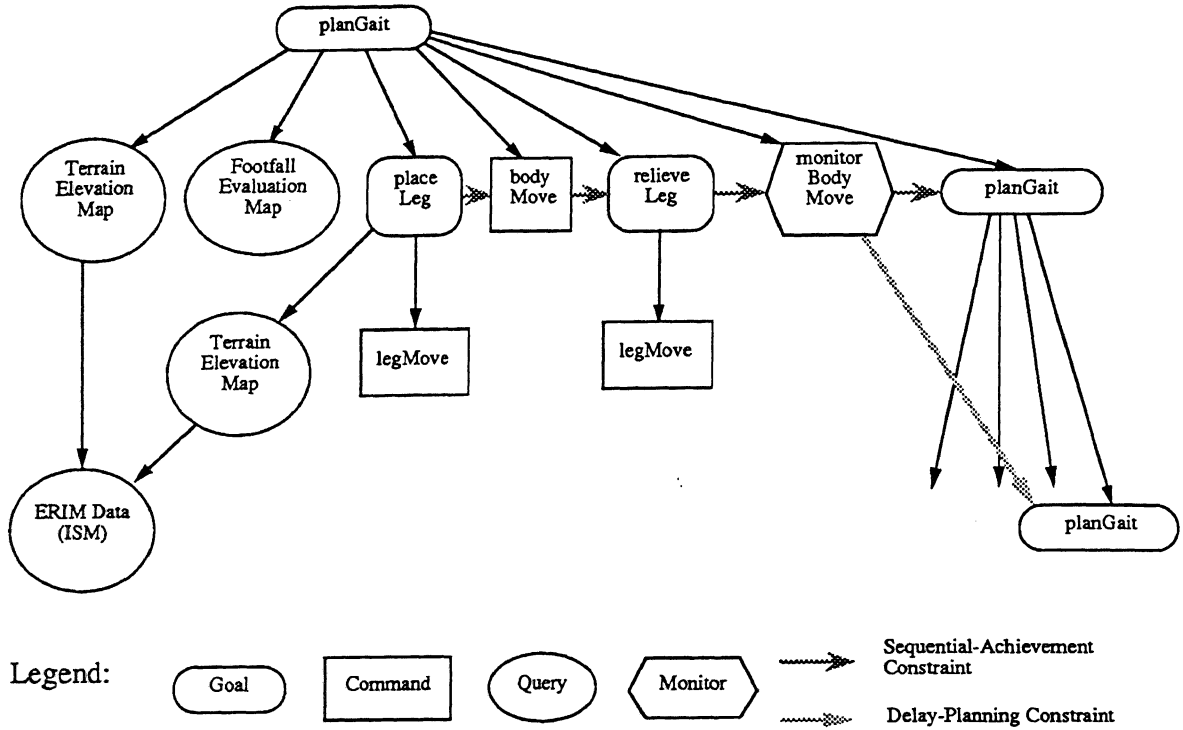 planGait
Terrain
Elevation
Map
Footfall
Evaluation
Map
place
Leg
body
Move
relieve
Leg
monitor
Body
Move
planGait
Terrain
Elevation
Map
legMove
legMove
ERIM Data
(ISM)
planGait
Legend:
Goal
Command
Query
Monitor
Sequential-Achievement
Constraint
Delay-Planning Constraint